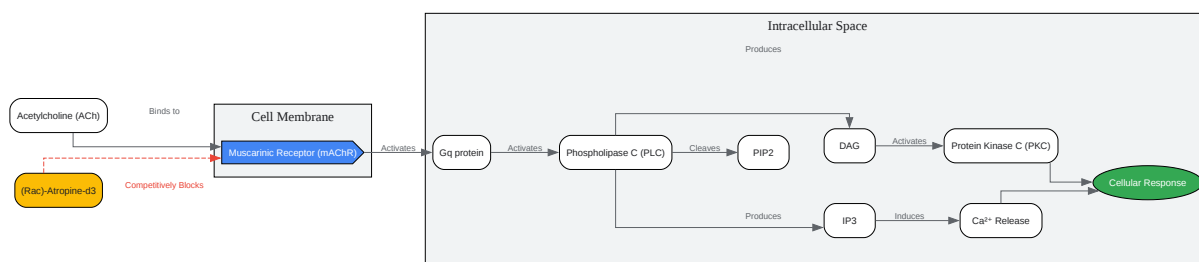 Intracellular Space
Produces
Acetylcholine (ACh)
Binds to
Cell Membrane
Muscarinic Receptor (mAChR)
Activates
Gq protein
Activates
Phospholipase C (PLC)
Cleaves
PIP2
DAG
Activates
Protein Kinase C (PKC)
(Rac)-Atropine-d3
Competitively Blocks
Cellular Response
Produces
IP3
Induces
Ca²⁺ Release